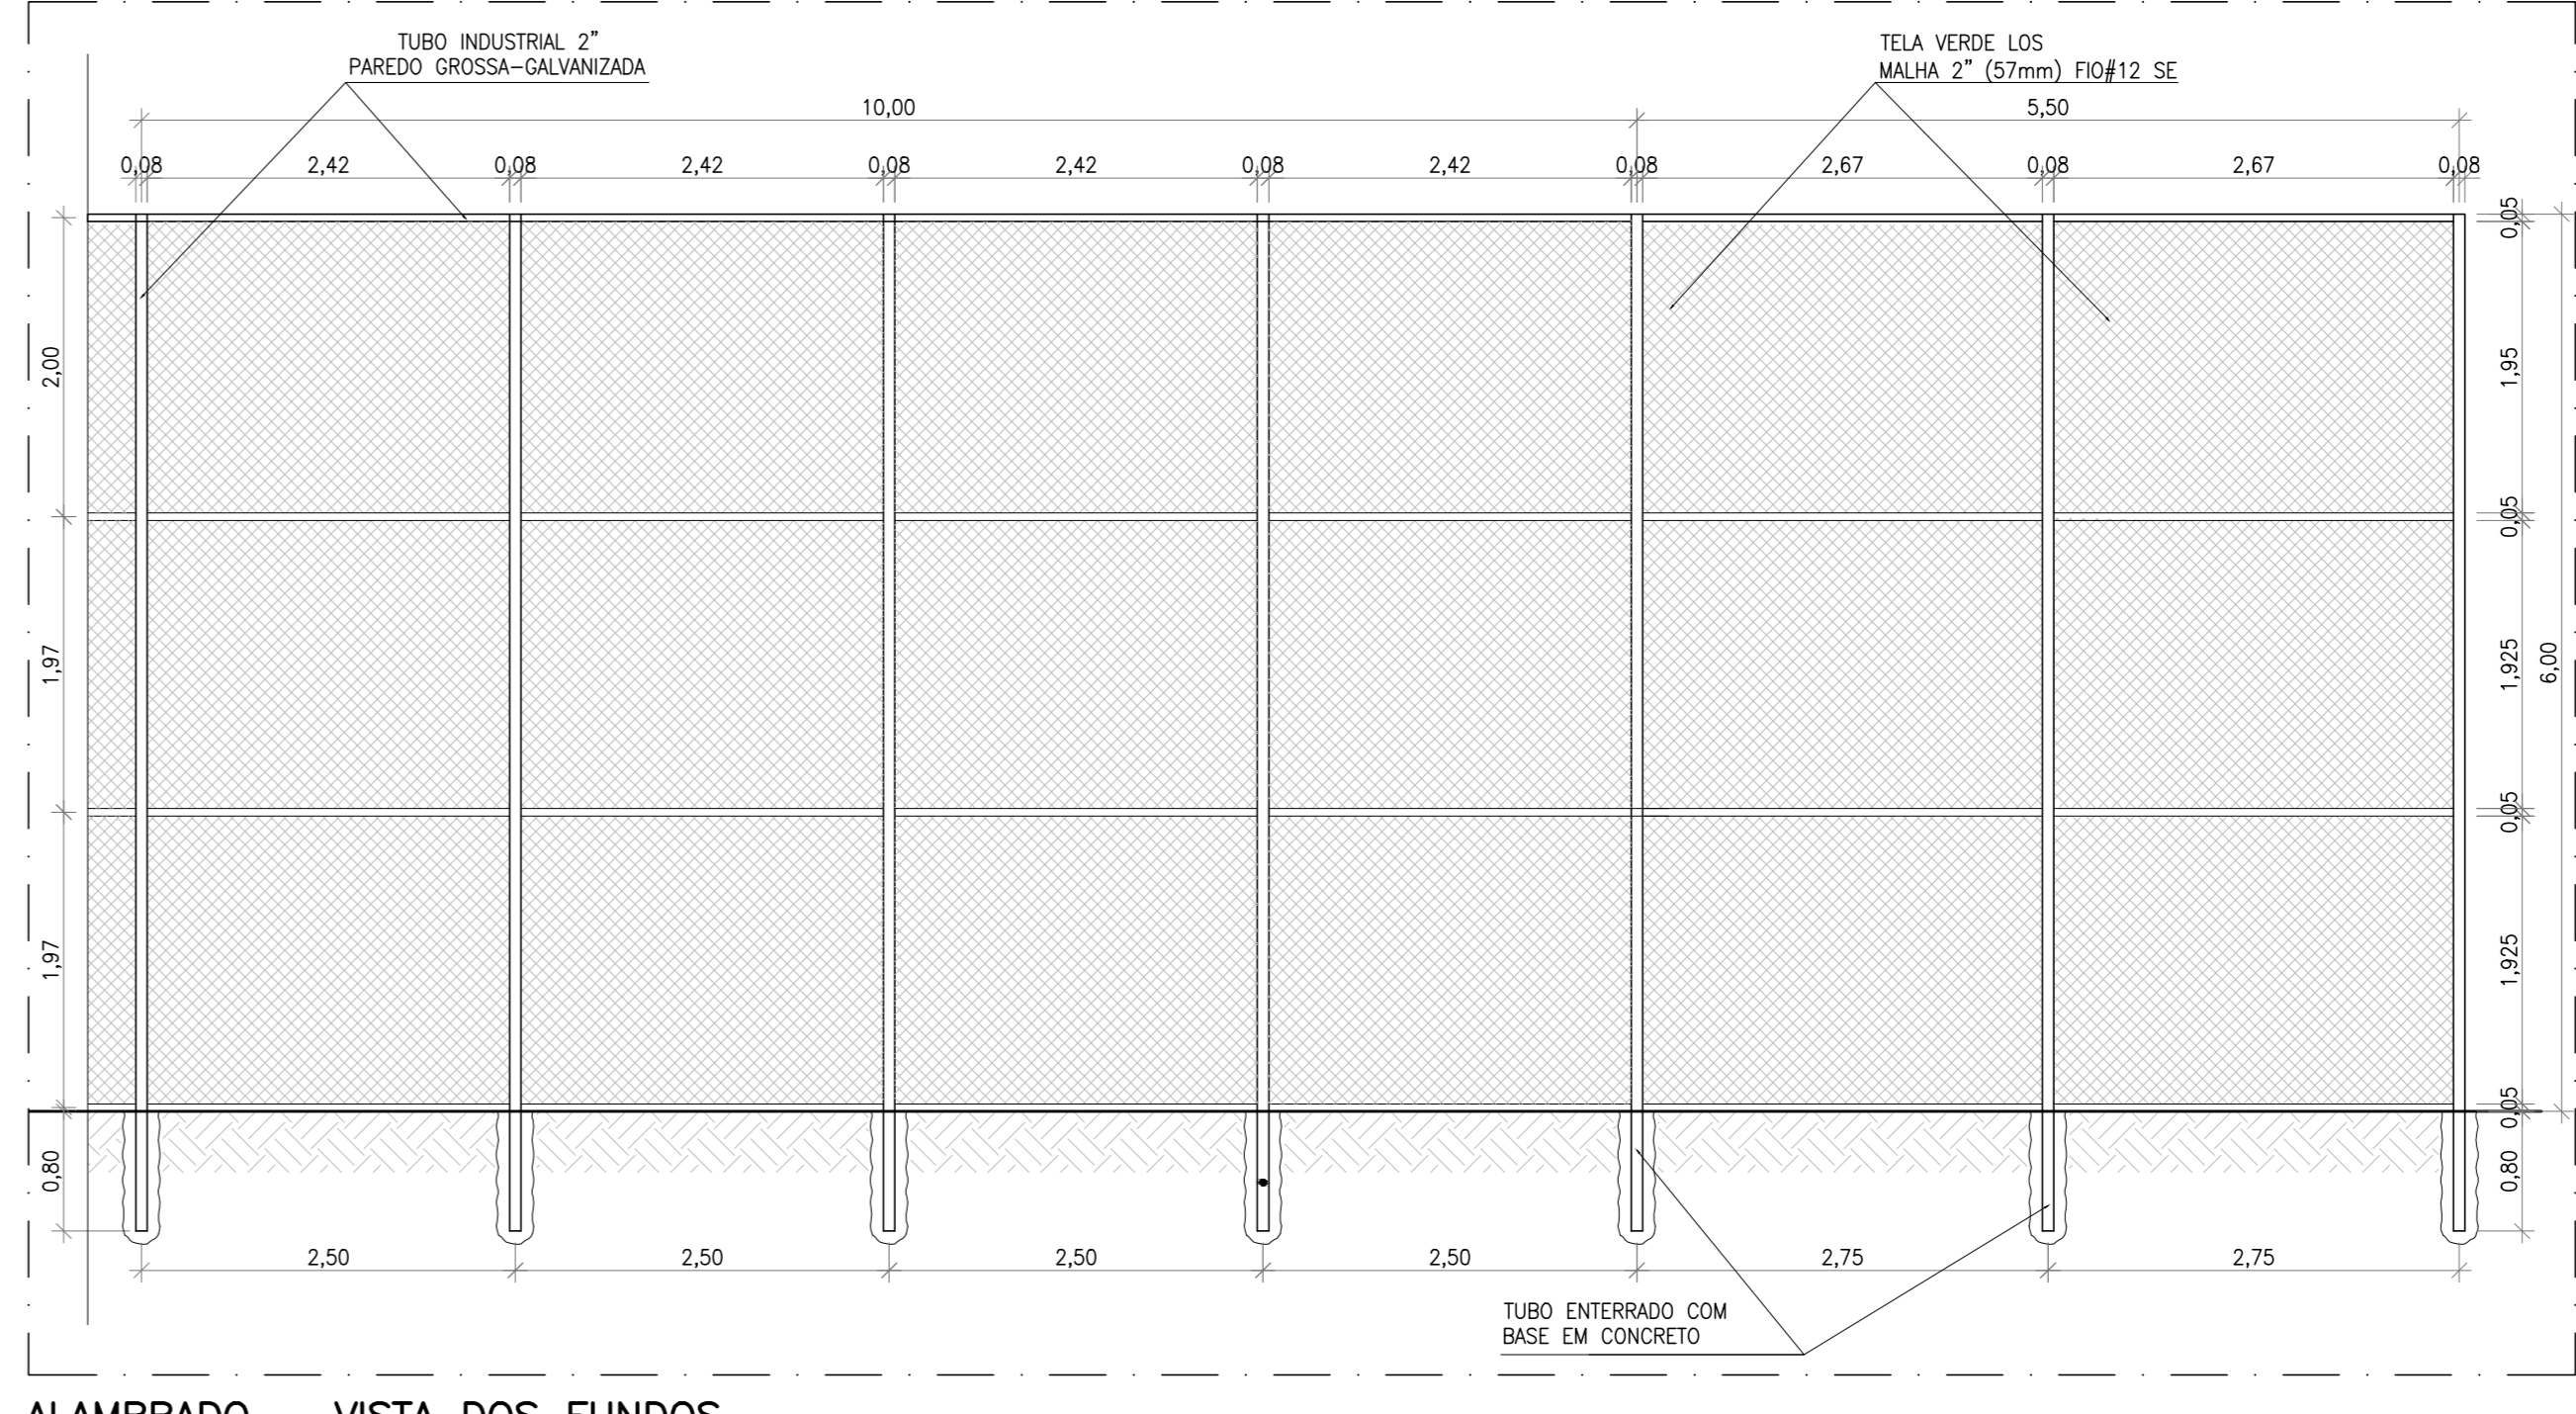 TUBO INDUSTRIAL 2"
PAREDO GROSSA-GALVANIZADA
TELA VERDE LOS
MALHA 2" (57mm) FIO#12 SE
10,00 5,50
0,08 2,42 0,08 2,42 0,08 2,42 0,08 2,42 0,08 2,67 0,08 2,67 0,08
2,00
1,97
1,97
0,80
0,05
1,95
0,05
1,925
0,05
1,925
0,05
0,80
6,00
2,50 2,50 2,50 2,50 2,75 2,75
TUBO ENTERRADO COM
BASE EM CONCRETO
ALAMBRADO VISTA DOS FUNDOS